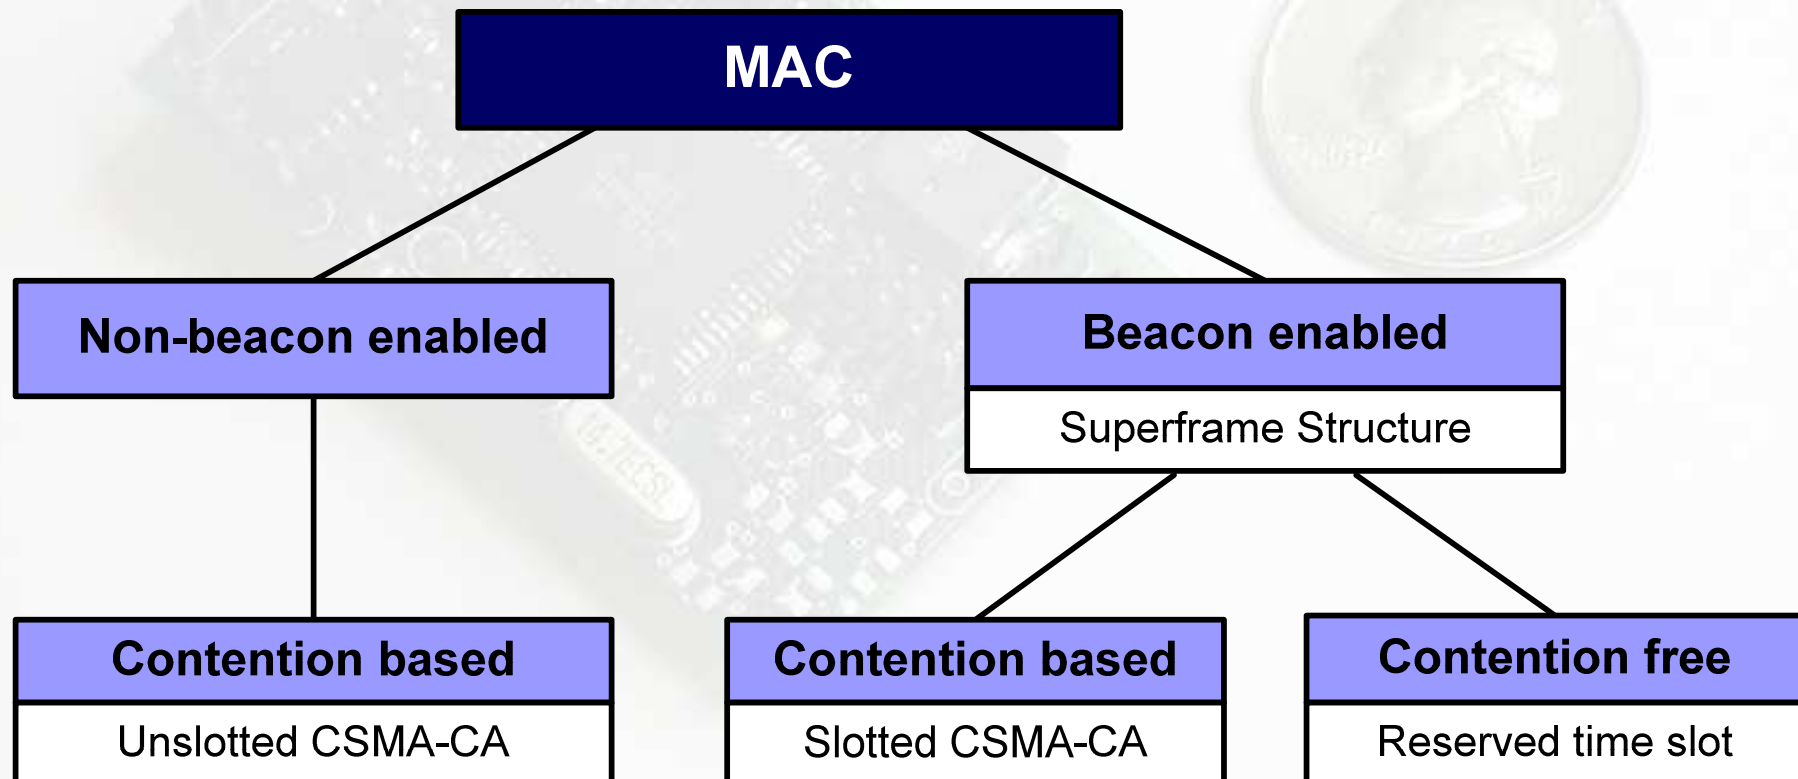 MAC
Non-beacon enabled
Beacon enabled
Superframe Structure
Contention based
Unslotted CSMA-CA
Contention based
Slotted CSMA-CA
Contention free
Reserved time slot